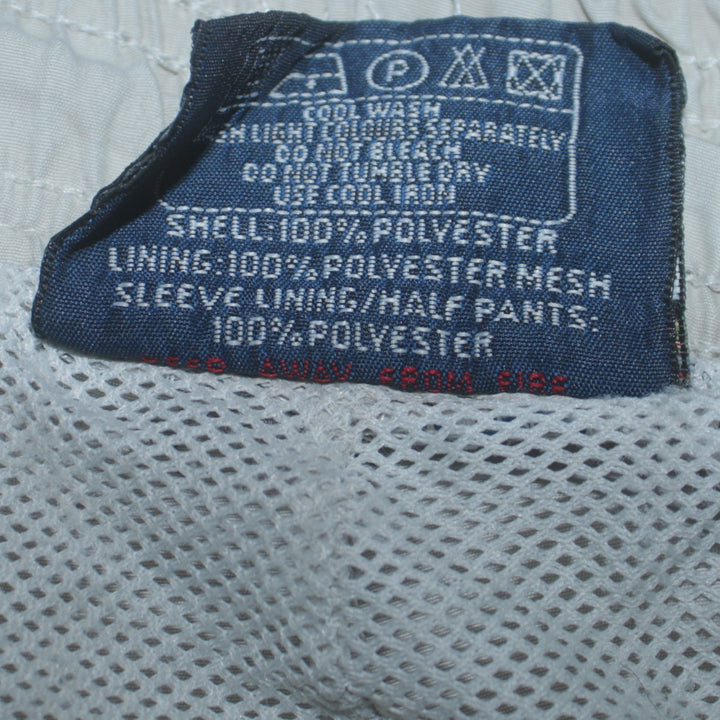 P
COOL WASH
LIGHT COLOURS SEPARATELY
DO NOT BLEACH
DO NOT TUMBLE DRY
USE COOL IRON
SHELL:100% POLYESTER
LINING:100% POLYESTER MESH
SLEEVE LINING/HALF PANTS:
100% POLYESTER
KEEP AWAY FROM FIRE